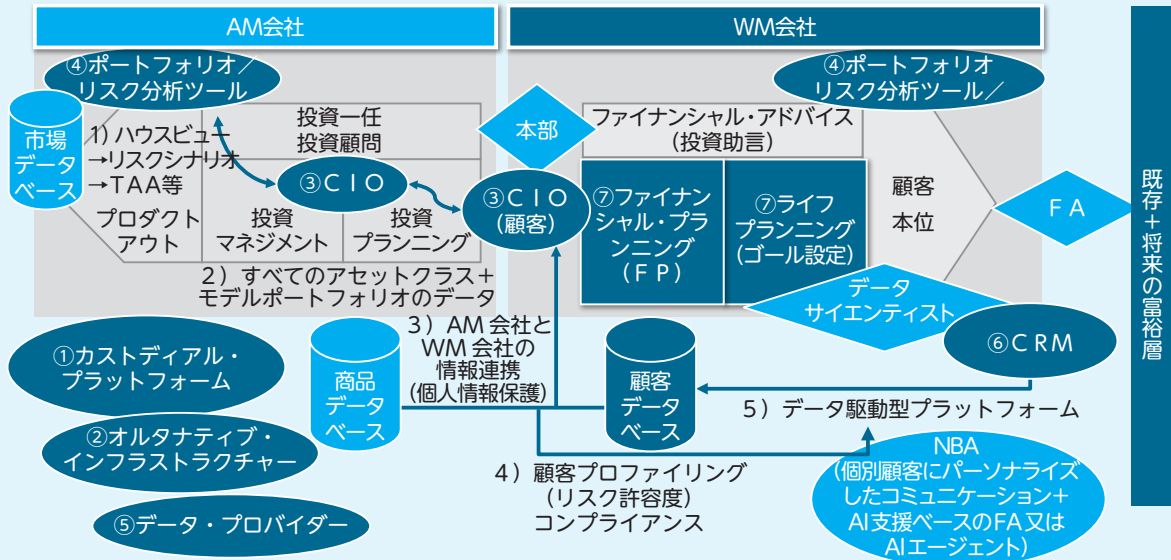 AM会社
WM会社
④ポートフォリオ／
リスク分析ツール
④ポートフォリオ
リスク分析ツール／
市場
データ
ベース
1）ハウスビュー
→リスクシナリオ
→TAA等
プロダクト
アウト
投資一任
投資顧問
③CIO
投資
マネジメント
投資
プランニング
本部
③CIO
(顧客)
ファイナンシャル・アドバイス
(投資助言)
⑦ファイナン
シャル・プラ
ンニング
(FP)
⑦ライフ
プランニング
(ゴール設定)
顧客
本位
FA
既存＋将来の富裕層
2）すべてのアセットクラス＋
モデルポートフォリオのデータ
データ
サイエンティスト
⑥CRM
①カストディアル・
プラットフォーム
②オルタナティブ・
インフラストラクチャー
⑤データ・プロバイダー
商品
データ
ベース
3）AM会社と
WM会社の
情報連携
(個人情報保護)
顧客
データ
ベース
5）データ駆動型プラットフォーム
4）顧客プロファイリング
(リスク許容度)
コンプライアンス
NBA
(個別顧客にパーソナライズ
したコミュニケーション＋
AI支援ベースのFA又は
AIエージェント)